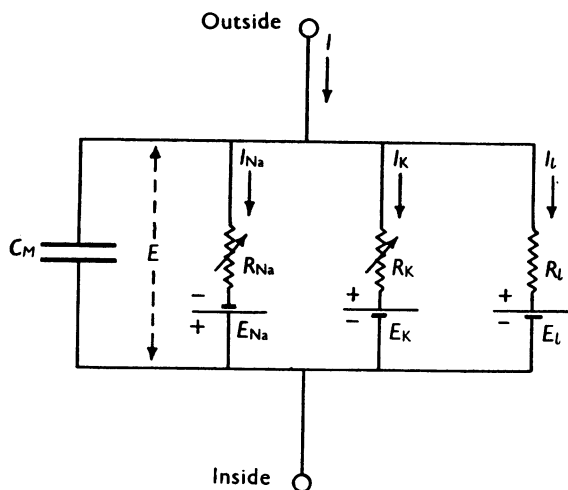 Outside
I
I_Na
I_K
I_l
C_M
E
R_Na
R_K
R_l
−
+
+
+
−
−
E_Na
E_K
E_l
Inside